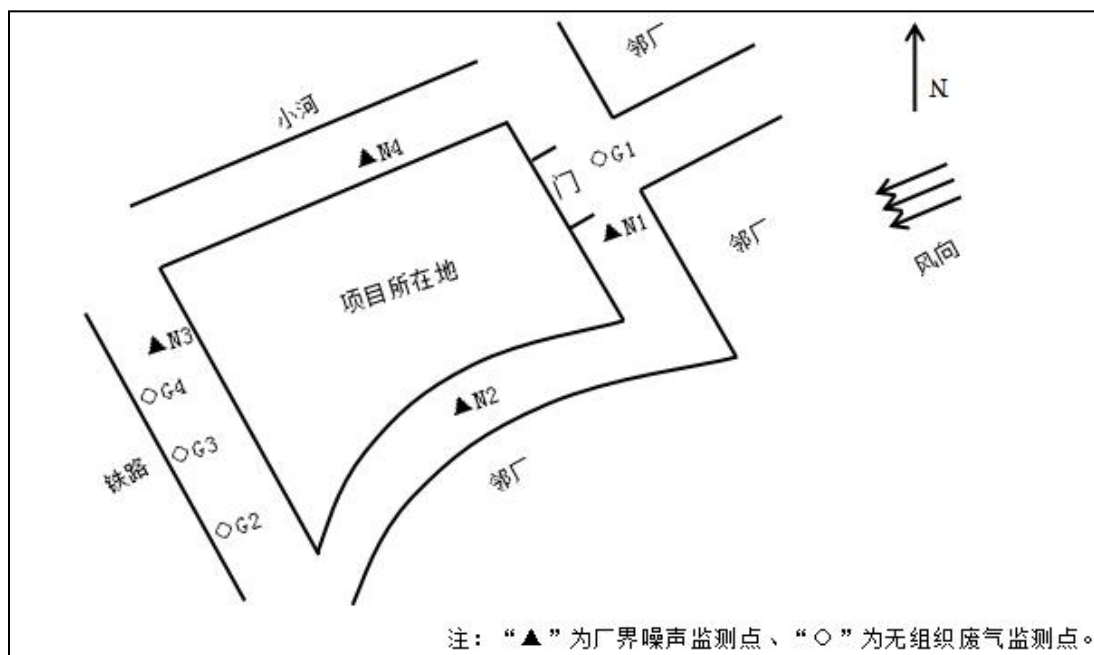 邻厂
N
小河
▲N4
○G1
门
▲N1
邻厂
风向
项目所在地
▲N3
○G4
▲N2
○G3
铁路
邻厂
○G2
注：“▲”为厂界噪声监测点、“○”为无组织废气监测点。